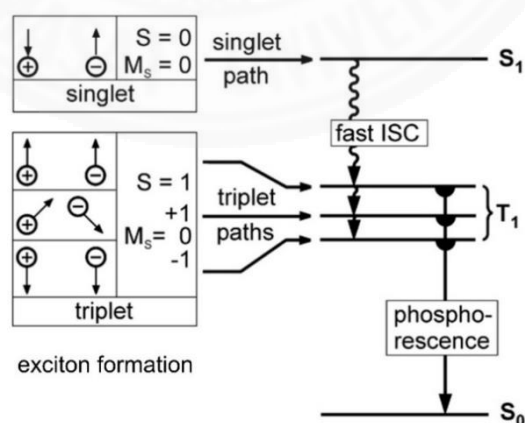 S = 0
M_s = 0
singlet
singlet
path
S₁
fast ISC
S = 1
+1
M_s = 0
-1
triplet
triplet
paths
T₁
phospho-
rescence
exciton formation
S₀